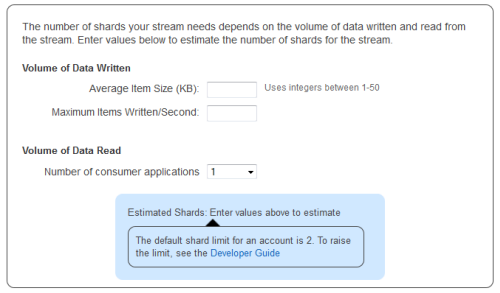 The number of shards your stream needs depends on the volume of data written and read from
the stream. Enter values below to estimate the number of shards for the stream.
Volume of Data Written
Average Item Size (KB):
Uses integers between 1-50
Maximum Items Written/Second:
Volume of Data Read
Number of consumer applications
1
Estimated Shards: Enter values above to estimate
The default shard limit for an account is 2. To raise
the limit, see the Developer Guide